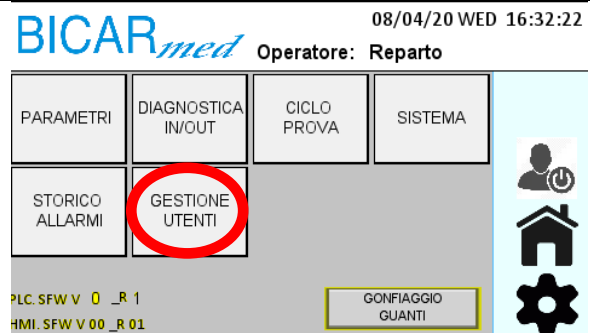 08/04/20 WED 16:32:22
BICARmed Operatore: Reparto
PARAMETRI
DIAGNOSTICA
IN/OUT
CICLO
PROVA
SISTEMA
STORICO
ALLARMI
GESTIONE
UTENTI
PLC. SFW V 0 _R 1
HMI. SFW V 00 _R 01
GONFIAGGIO
GUANTI